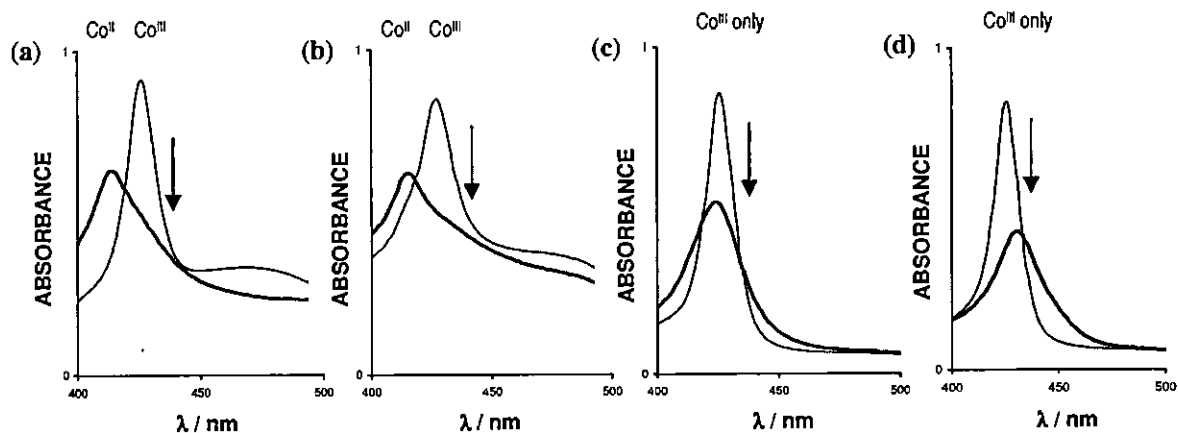 (a) Co^II Co^III
(b) Co^II Co^III
(c) Co^III only
(d) Co^III only
1
1
1
1
ABSORBANCE
ABSORBANCE
ABSORBANCE
ABSORBANCE
0
0
0
0
400 450 500
400 450 500
400 450 500
400 450 500
λ / nm
λ / nm
λ / nm
λ / nm